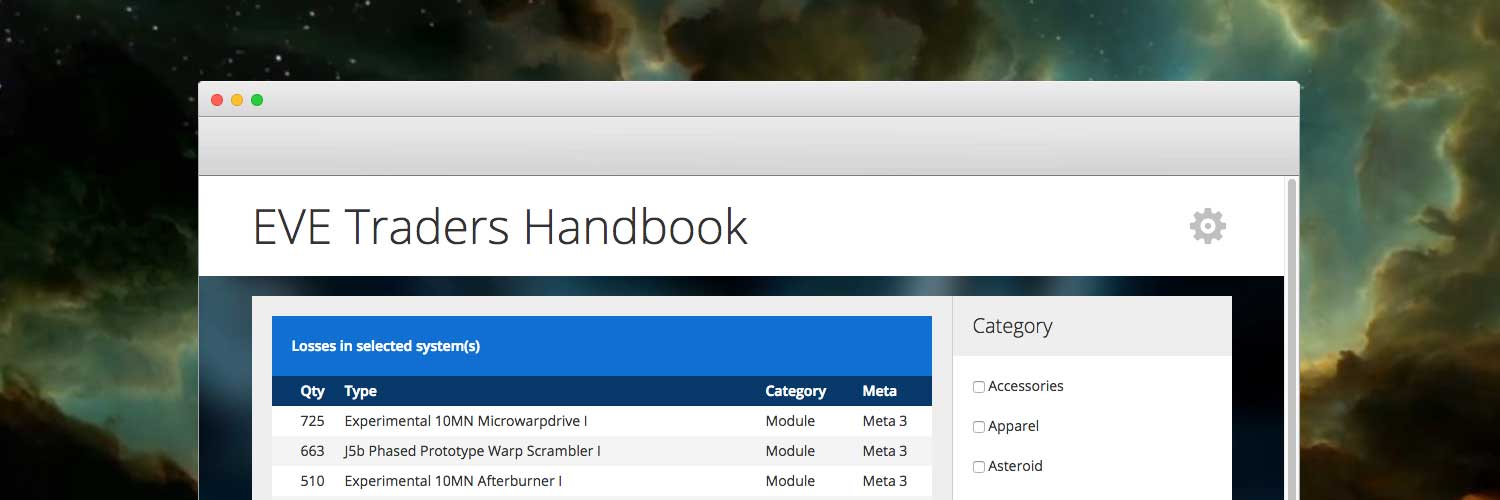 EVE Traders Handbook
Losses in selected system(s)
Qty Type Category Meta
725 Experimental 10MN Microwarpdrive I Module Meta 3
663 J5b Phased Prototype Warp Scrambler I Module Meta 3
510 Experimental 10MN Afterburner I Module Meta 3
Category
Accessories
Apparel
Asteroid